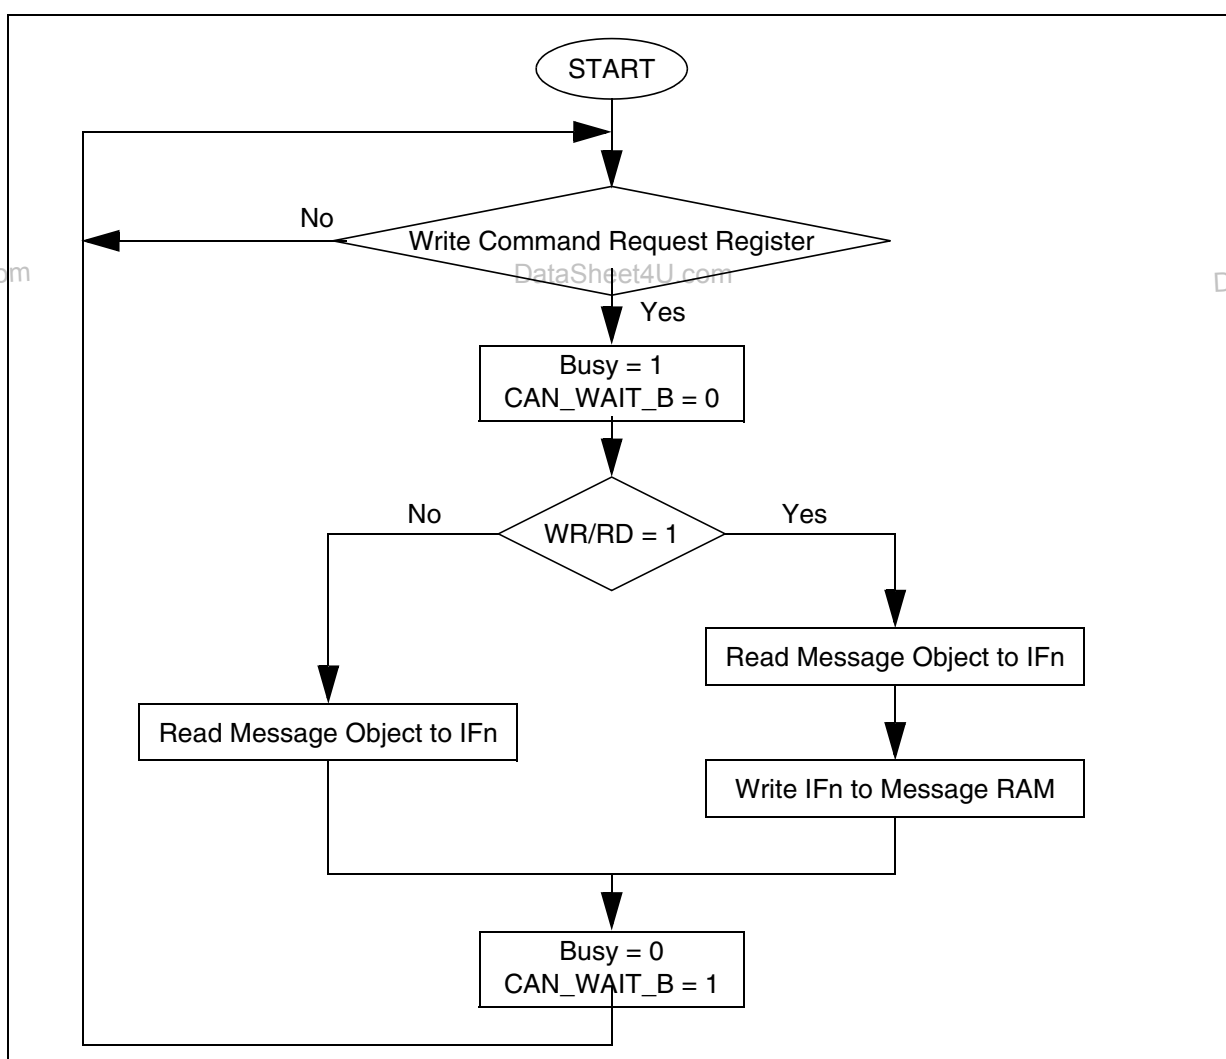 START
No
Write Command Request Register
om
DataSheet4U.com
D
Yes
Busy = 1
CAN_WAIT_B = 0
No
WR/RD = 1
Yes
Read Message Object to IFn
Read Message Object to IFn
Write IFn to Message RAM
Busy = 0
CAN_WAIT_B = 1